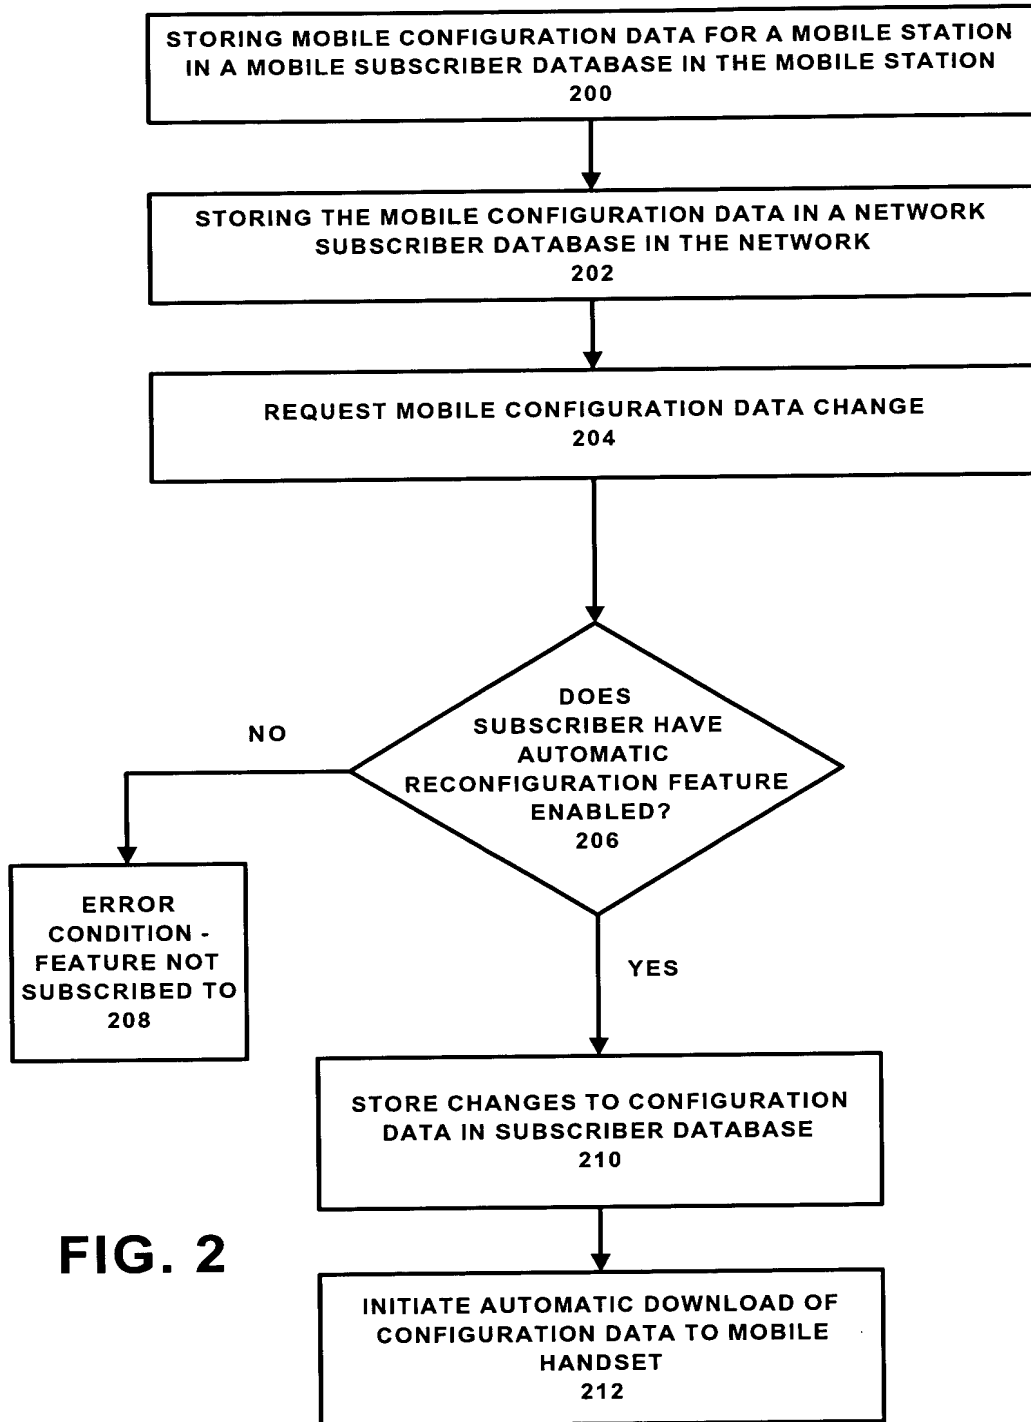 STORING MOBILE CONFIGURATION DATA FOR A MOBILE STATION
IN A MOBILE SUBSCRIBER DATABASE IN THE MOBILE STATION
200
STORING THE MOBILE CONFIGURATION DATA IN A NETWORK
SUBSCRIBER DATABASE IN THE NETWORK
202
REQUEST MOBILE CONFIGURATION DATA CHANGE
204
DOES
SUBSCRIBER HAVE
AUTOMATIC
RECONFIGURATION FEATURE
ENABLED?
206
NO
ERROR
CONDITION -
FEATURE NOT
SUBSCRIBED TO
208
YES
STORE CHANGES TO CONFIGURATION
DATA IN SUBSCRIBER DATABASE
210
FIG. 2
INITIATE AUTOMATIC DOWNLOAD OF
CONFIGURATION DATA TO MOBILE
HANDSET
212